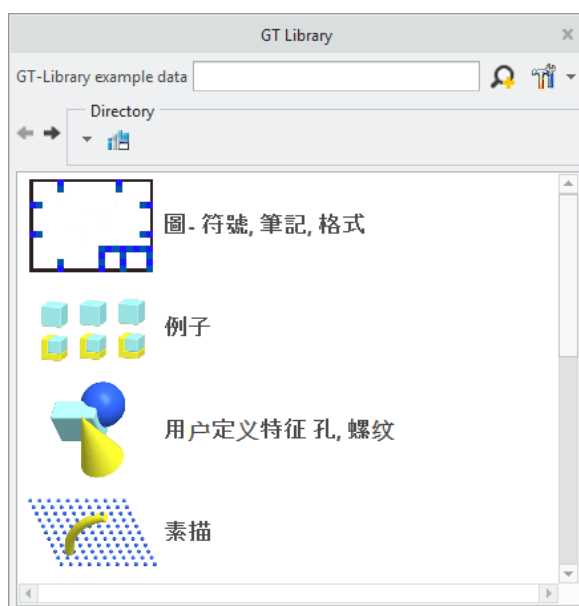 GT Library
GT-Library example data
Directory
圖- 符號, 筆記, 格式
例子
用户定义特征 孔, 螺纹
素描